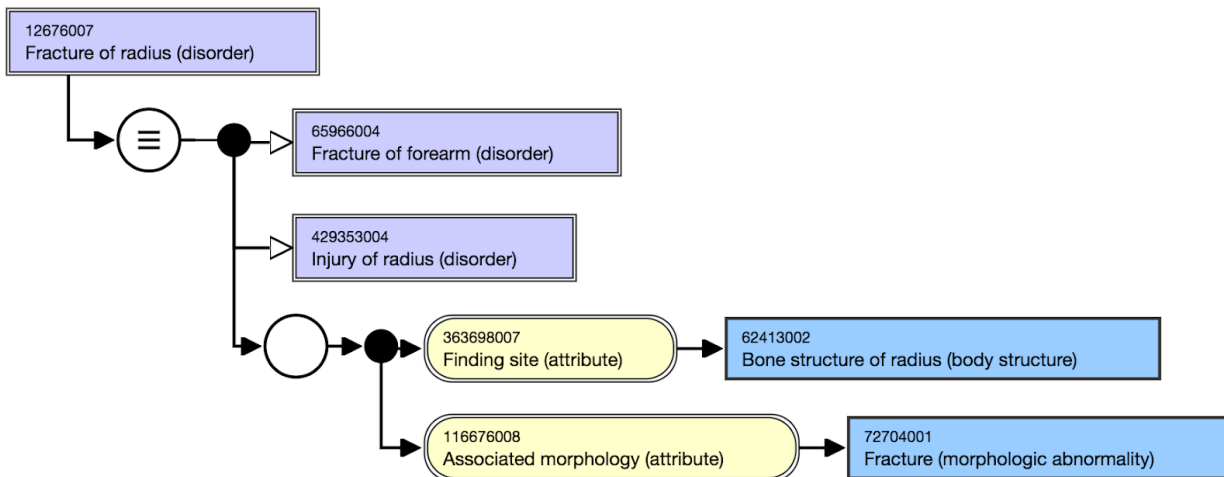 12676007
Fracture of radius (disorder)
65966004
Fracture of forearm (disorder)
429353004
Injury of radius (disorder)
363698007
Finding site (attribute)
62413002
Bone structure of radius (body structure)
116676008
Associated morphology (attribute)
72704001
Fracture (morphologic abnormality)